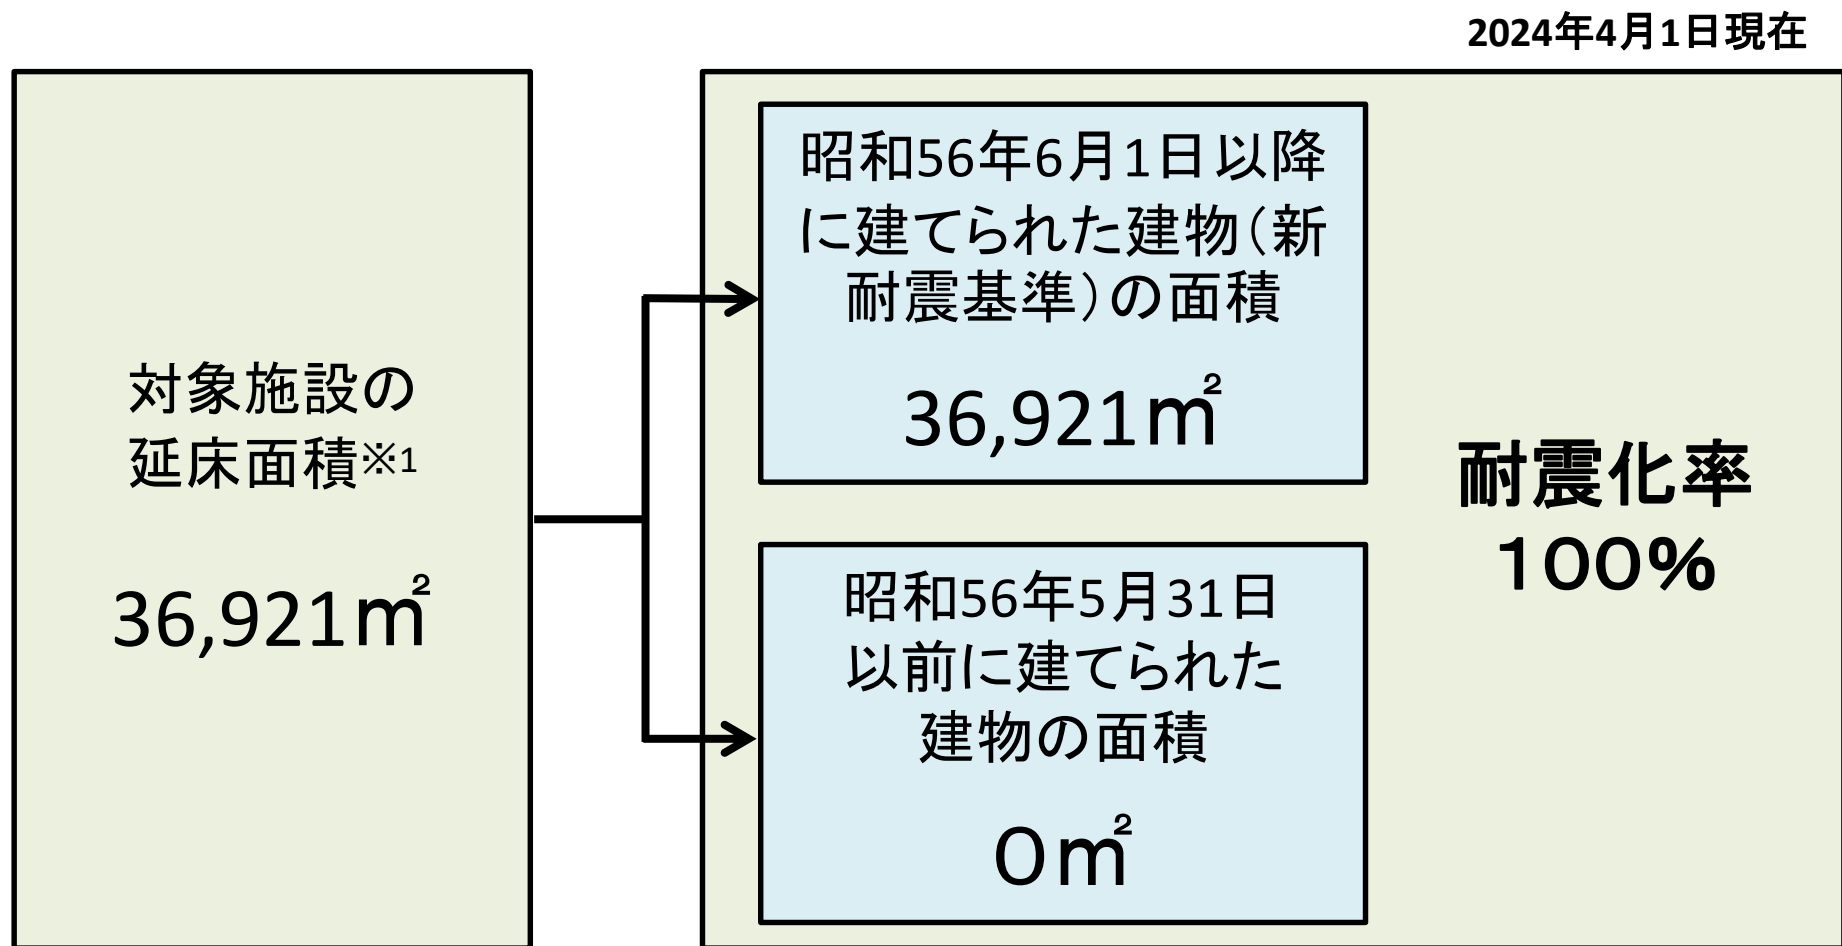 2024年4月1日現在
対象施設の
延床面積※1
36,921㎡
昭和56年6月1日以降
に建てられた建物（新
耐震基準）の面積
36,921㎡
昭和56年5月31日
以前に建てられた
建物の面積
0㎡
耐震化率
100%